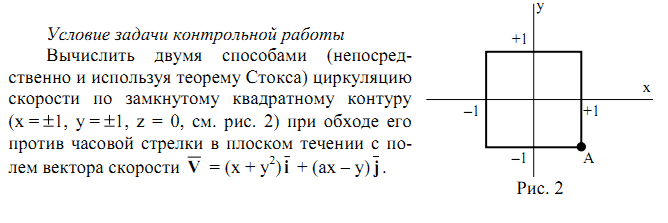 Условие задачи контрольной работы
Вычислить двумя способами (непосред-
ственно и используя теорему Стокса) циркуляцию
скорости по замкнутому квадратному контуру
(x = ±1, y = ±1, z = 0, см. рис. 2) при обходе его
против часовой стрелки в плоском течении с по-
лем вектора скорости V̅ = (x + y²) i̅ + (ax – y) j̅ .
y
+1
x
–1
+1
–1
A
Рис. 2